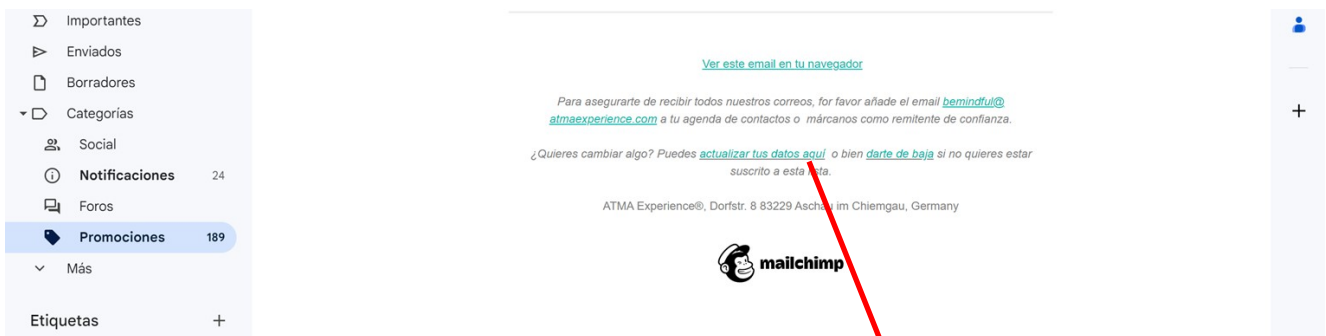 Importantes
Enviados
Borradores
Categorías
Social
Notificaciones 24
Foros
Promociones 189
Más
Etiquetas
Ver este email en tu navegador
Para asegurarte de recibir todos nuestros correos, for favor añade el email bemindful@
atmaexperience.com a tu agenda de contactos o márcanos como remitente de confianza.
¿Quieres cambiar algo? Puedes actualizar tus datos aquí o bien darte de baja si no quieres estar
suscrito a esta lista.
ATMA Experience®, Dorfstr. 8 83229 Aschau im Chiemgau, Germany
mailchimp